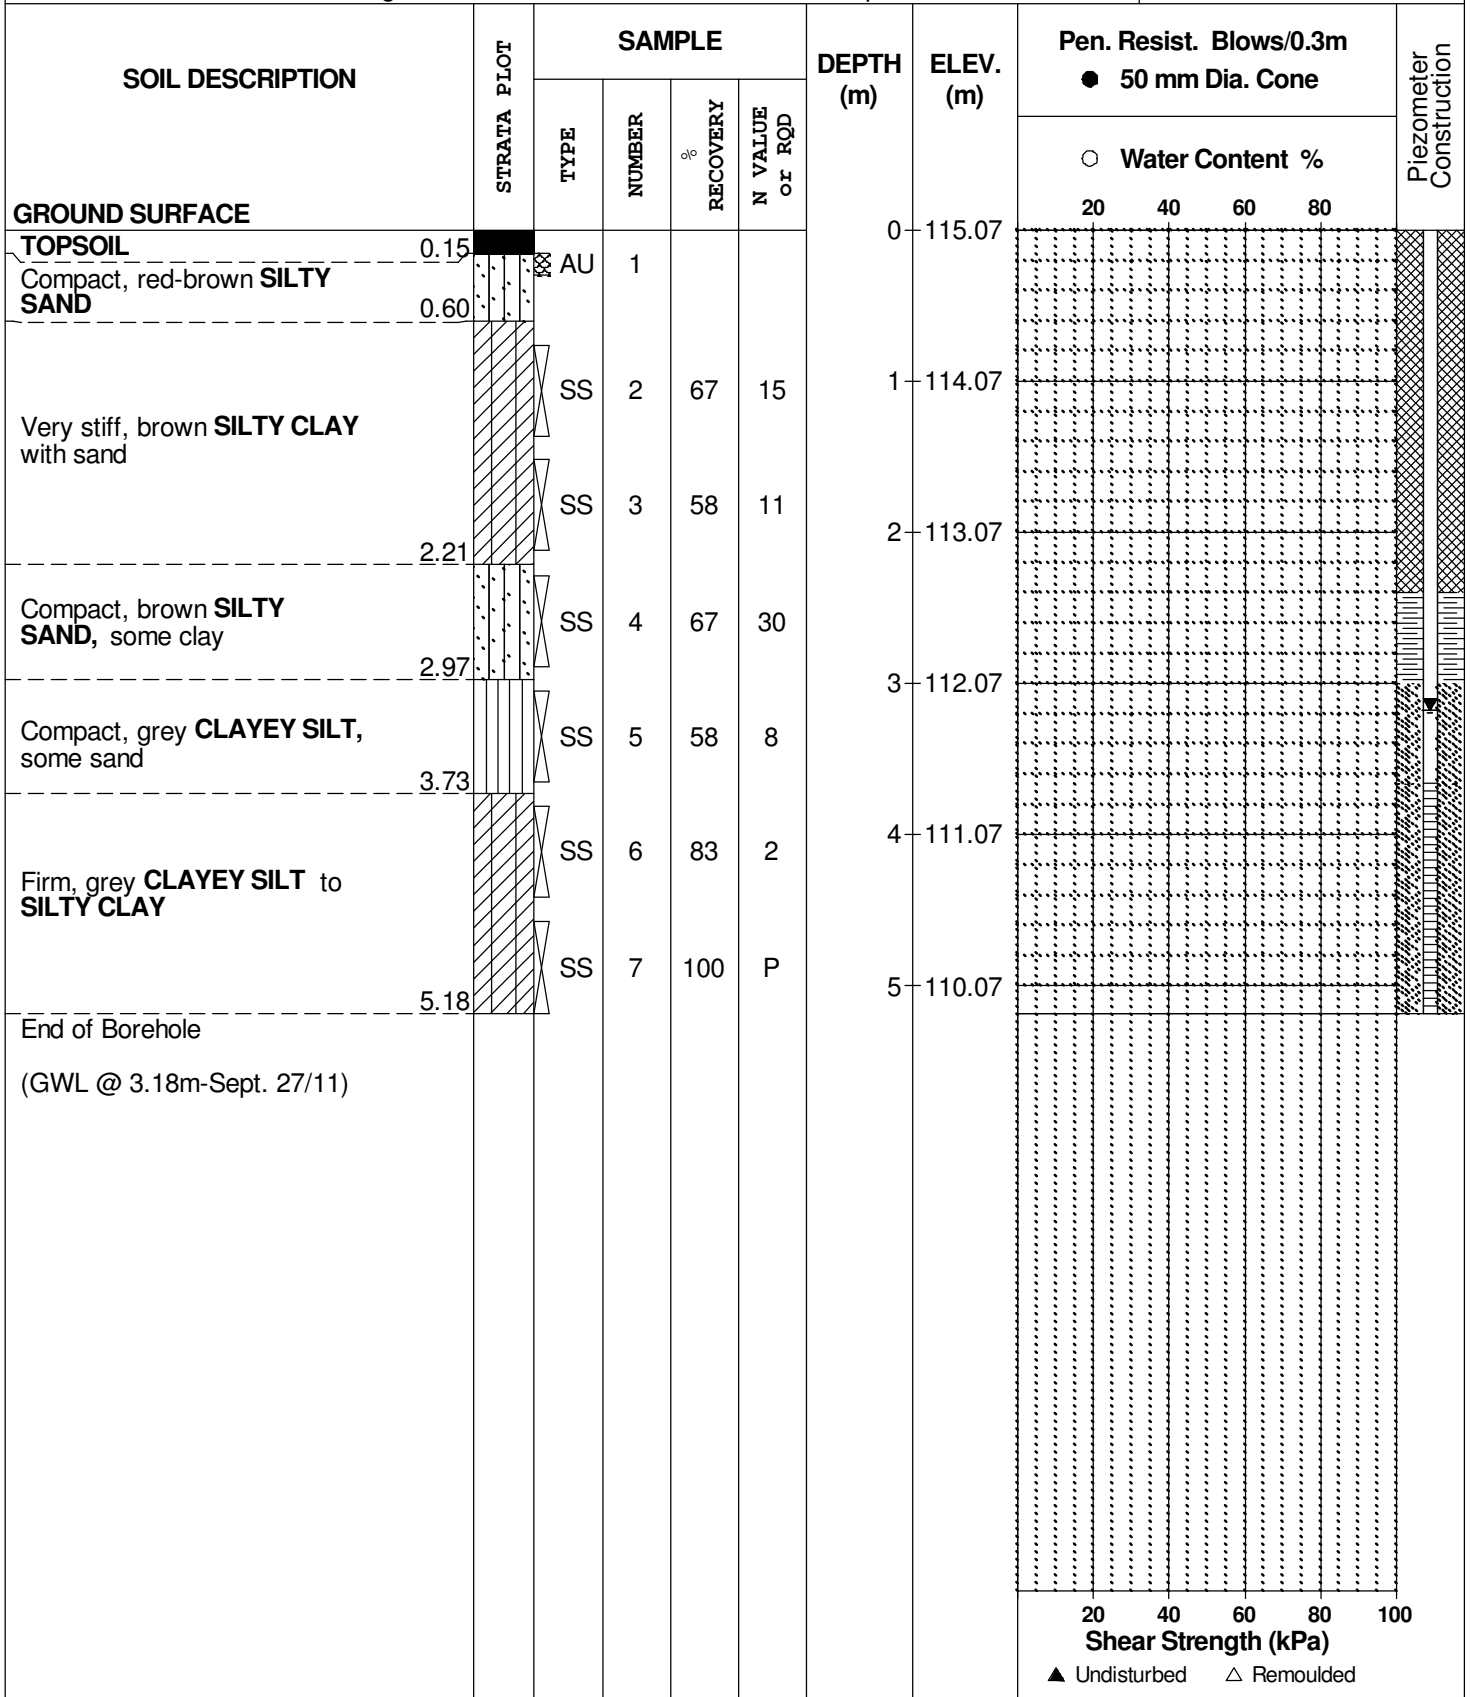 SOIL DESCRIPTION
STRATA PLOT
SAMPLE
TYPE
NUMBER
% RECOVERY
N VALUE or RQD
DEPTH (m)
ELEV. (m)
Pen. Resist. Blows/0.3m
● 50 mm Dia. Cone
○ Water Content %
Piezometer Construction
20 40 60 80
GROUND SURFACE
0 115.07
TOPSOIL 0.15
AU 1
Compact, red-brown SILTY
SAND 0.60
SS 2 67 15
1 114.07
Very stiff, brown SILTY CLAY
with sand
SS 3 58 11
2 113.07
2.21
Compact, brown SILTY
SAND, some clay
SS 4 67 30
2.97
3 112.07
Compact, grey CLAYEY SILT,
some sand
SS 5 58 8
3.73
4 111.07
SS 6 83 2
Firm, grey CLAYEY SILT to
SILTY CLAY
SS 7 100 P
5 110.07
5.18
End of Borehole
(GWL @ 3.18m-Sept. 27/11)
20 40 60 80 100
Shear Strength (kPa)
▲ Undisturbed △ Remoulded